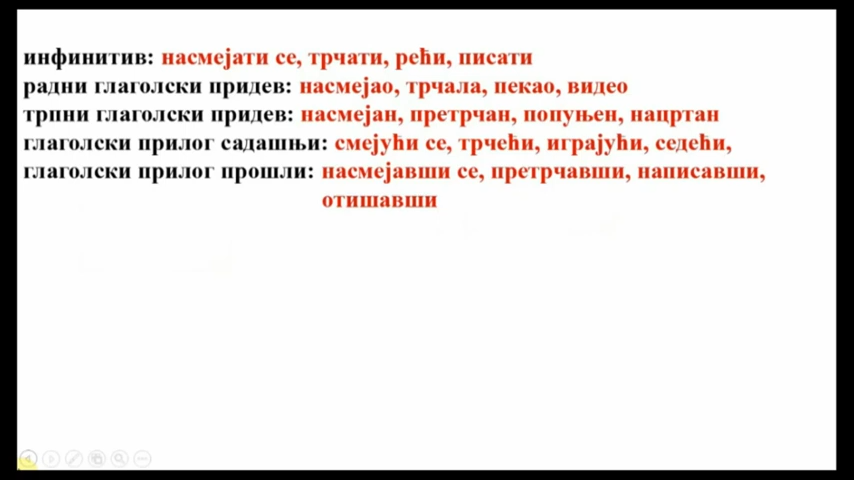 инфинитив: насмејати се, трчати, рећи, писати
радни глаголски придев: насмејао, трчала, пекао, видео
трпни глаголски придев: насмејан, претрчан, попуњен, нацртан
глаголски прилог садашњи: смејући се, трчећи, играјући, седећи,
глаголски прилог прошли: насмејавши се, претрчавши, написавши,
отишавши